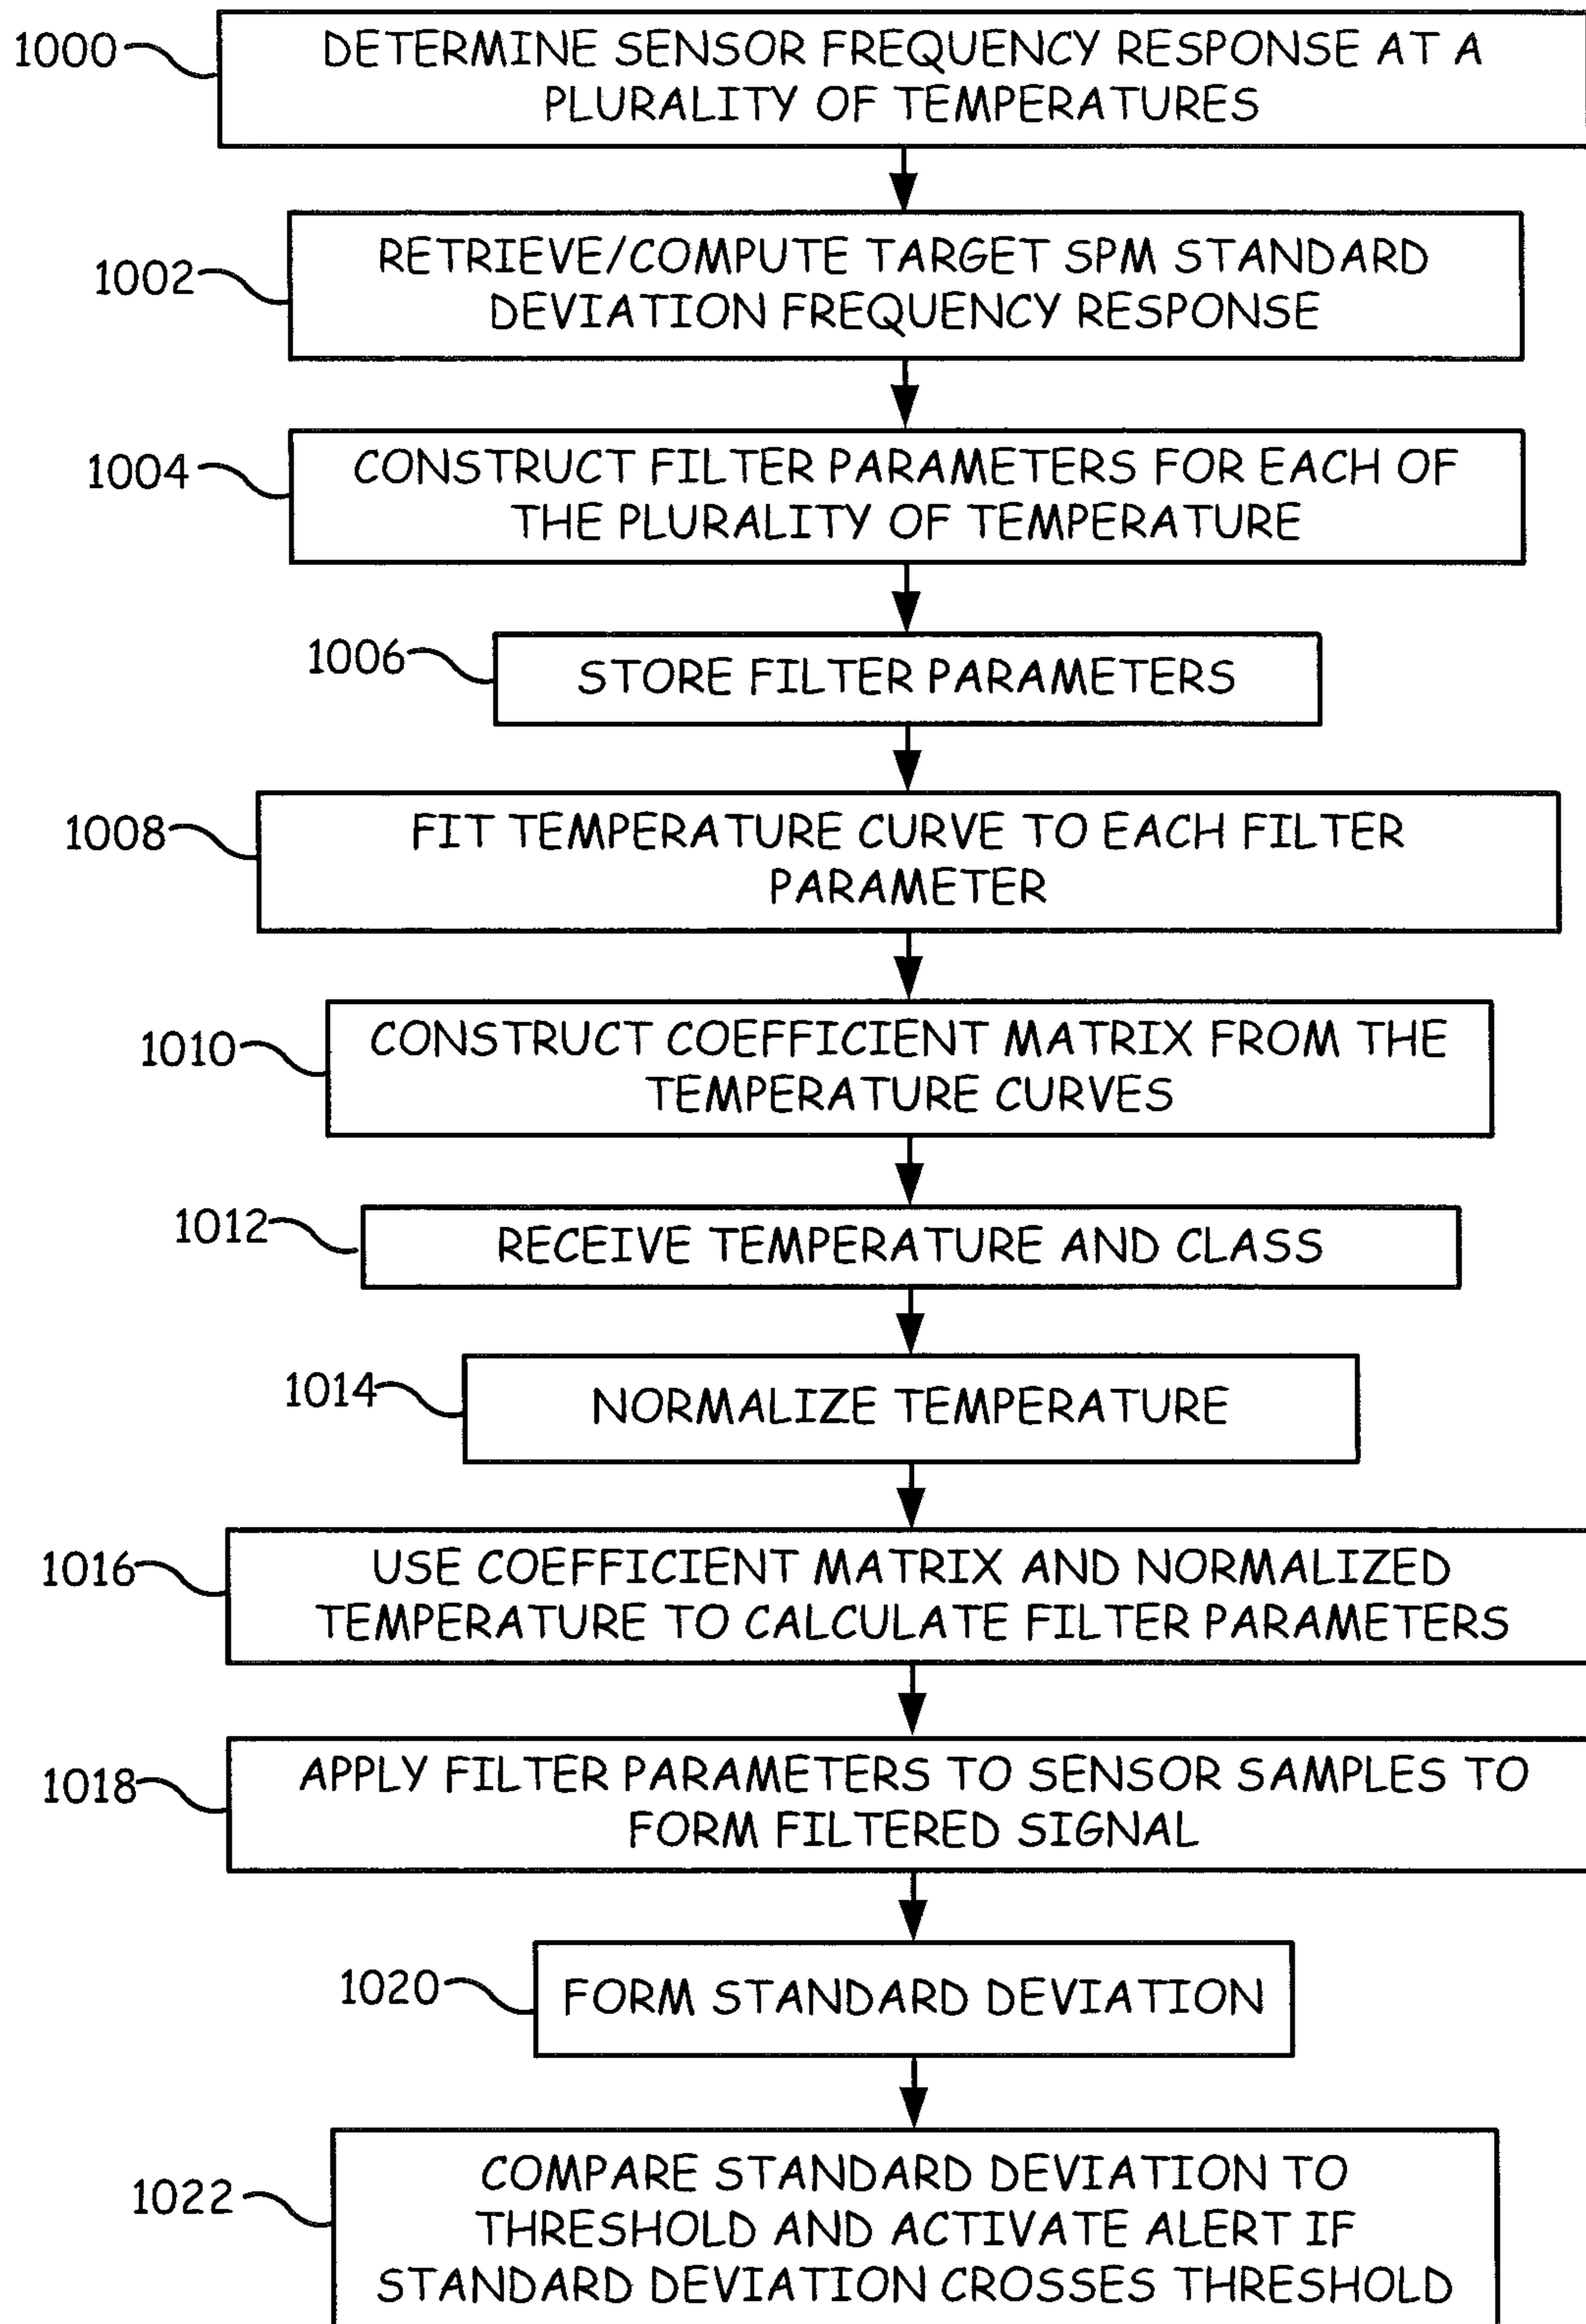 1000
DETERMINE SENSOR FREQUENCY RESPONSE AT A
PLURALITY OF TEMPERATURES
1002
RETRIEVE/COMPUTE TARGET SPM STANDARD
DEVIATION FREQUENCY RESPONSE
1004
CONSTRUCT FILTER PARAMETERS FOR EACH OF
THE PLURALITY OF TEMPERATURE
1006
STORE FILTER PARAMETERS
1008
FIT TEMPERATURE CURVE TO EACH FILTER
PARAMETER
1010
CONSTRUCT COEFFICIENT MATRIX FROM THE
TEMPERATURE CURVES
1012
RECEIVE TEMPERATURE AND CLASS
1014
NORMALIZE TEMPERATURE
1016
USE COEFFICIENT MATRIX AND NORMALIZED
TEMPERATURE TO CALCULATE FILTER PARAMETERS
1018
APPLY FILTER PARAMETERS TO SENSOR SAMPLES TO
FORM FILTERED SIGNAL
1020
FORM STANDARD DEVIATION
1022
COMPARE STANDARD DEVIATION TO
THRESHOLD AND ACTIVATE ALERT IF
STANDARD DEVIATION CROSSES THRESHOLD